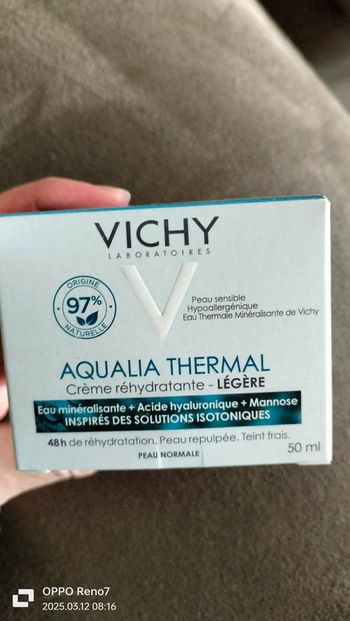 VICHY
LABORATOIRES
ORIGINE
97%
NATURELLE
Peau sensible
Hypoallergénique
Eau Thermale Minéralisante de Vichy
AQUALIA THERMAL
Crème réhydratante - LÉGÈRE
Eau minéralisante + Acide hyaluronique + Mannose
INSPIRÉS DES SOLUTIONS ISOTONIQUES
48h de réhydratation. Peau repulpée. Teint frais.
50 ml
PEAU NORMALE
OPPO Reno7
2025.03.12 08:16